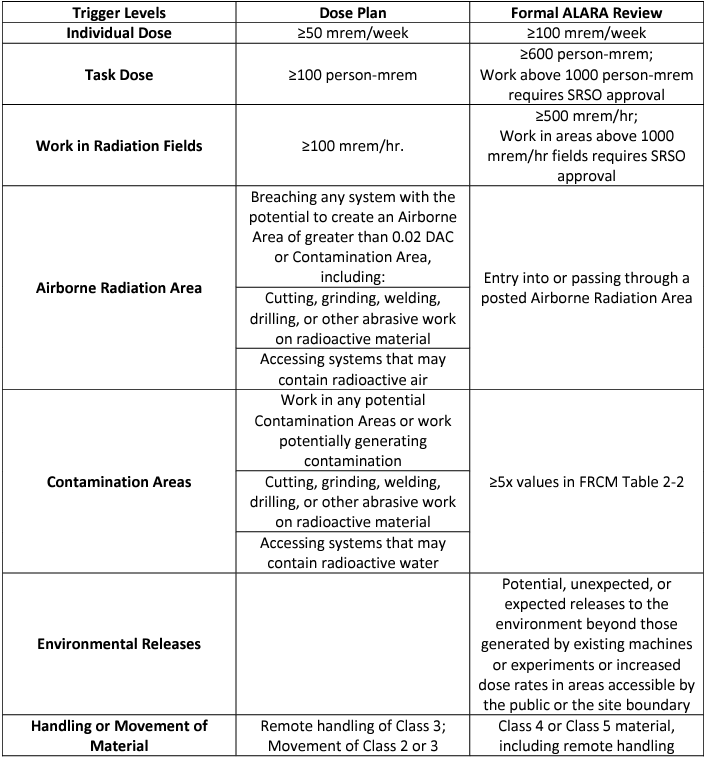 Trigger Levels
Dose Plan
Formal ALARA Review
Individual Dose
≥50 mrem/week
≥100 mrem/week
Task Dose
≥100 person-mrem
≥600 person-mrem;
Work above 1000 person-mrem
requires SRSO approval
Work in Radiation Fields
≥100 mrem/hr.
≥500 mrem/hr;
Work in areas above 1000
mrem/hr fields requires SRSO
approval
Airborne Radiation Area
Breaching any system with the
potential to create an Airborne
Area of greater than 0.02 DAC
or Contamination Area,
including:
Cutting, grinding, welding,
drilling, or other abrasive work
on radioactive material
Accessing systems that may
contain radioactive air
Entry into or passing through a
posted Airborne Radiation Area
Contamination Areas
Work in any potential
Contamination Areas or work
potentially generating
contamination
Cutting, grinding, welding,
drilling, or other abrasive work
on radioactive material
Accessing systems that may
contain radioactive water
≥5x values in FRCM Table 2-2
Environmental Releases
Potential, unexpected, or
expected releases to the
environment beyond those
generated by existing machines
or experiments or increased
dose rates in areas accessible by
the public or the site boundary
Handling or Movement of
Material
Remote handling of Class 3;
Movement of Class 2 or 3
Class 4 or Class 5 material,
including remote handling